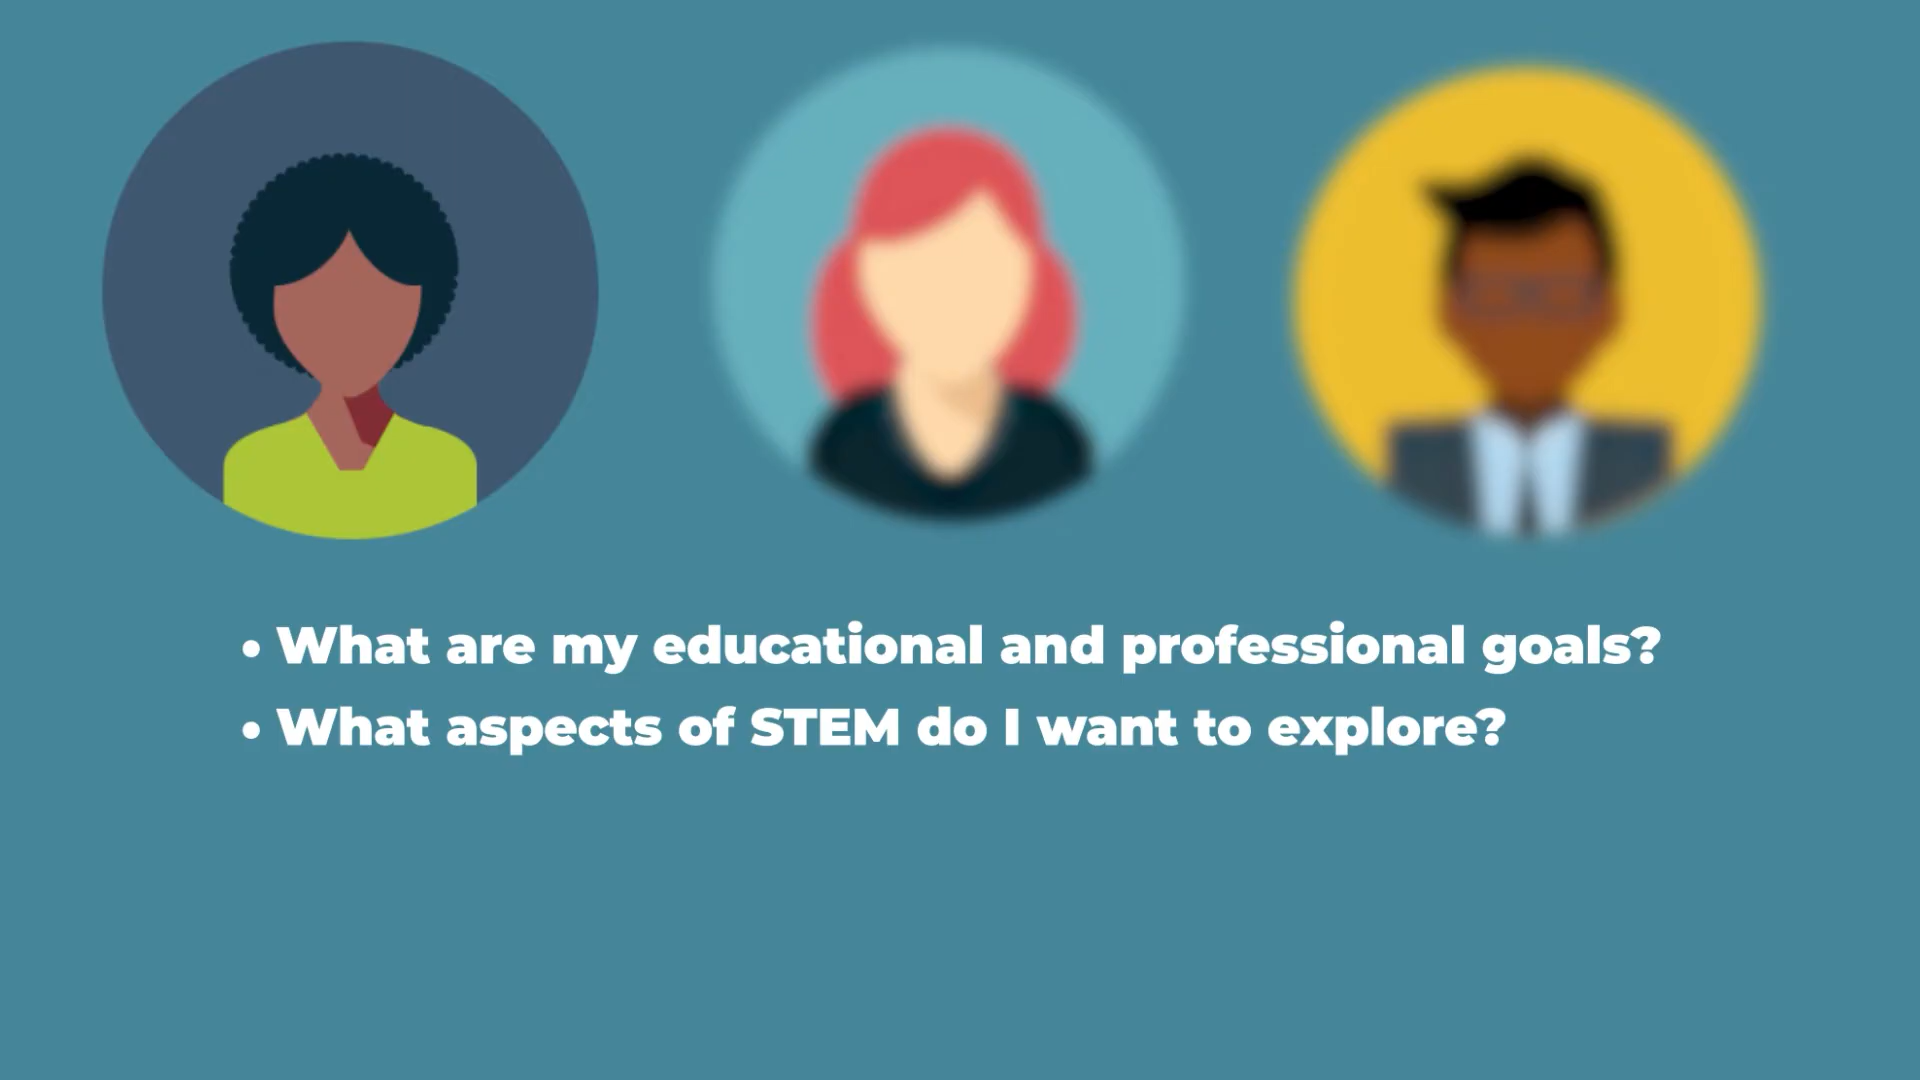 • What are my educational and professional goals?
• What aspects of STEM do I want to explore?